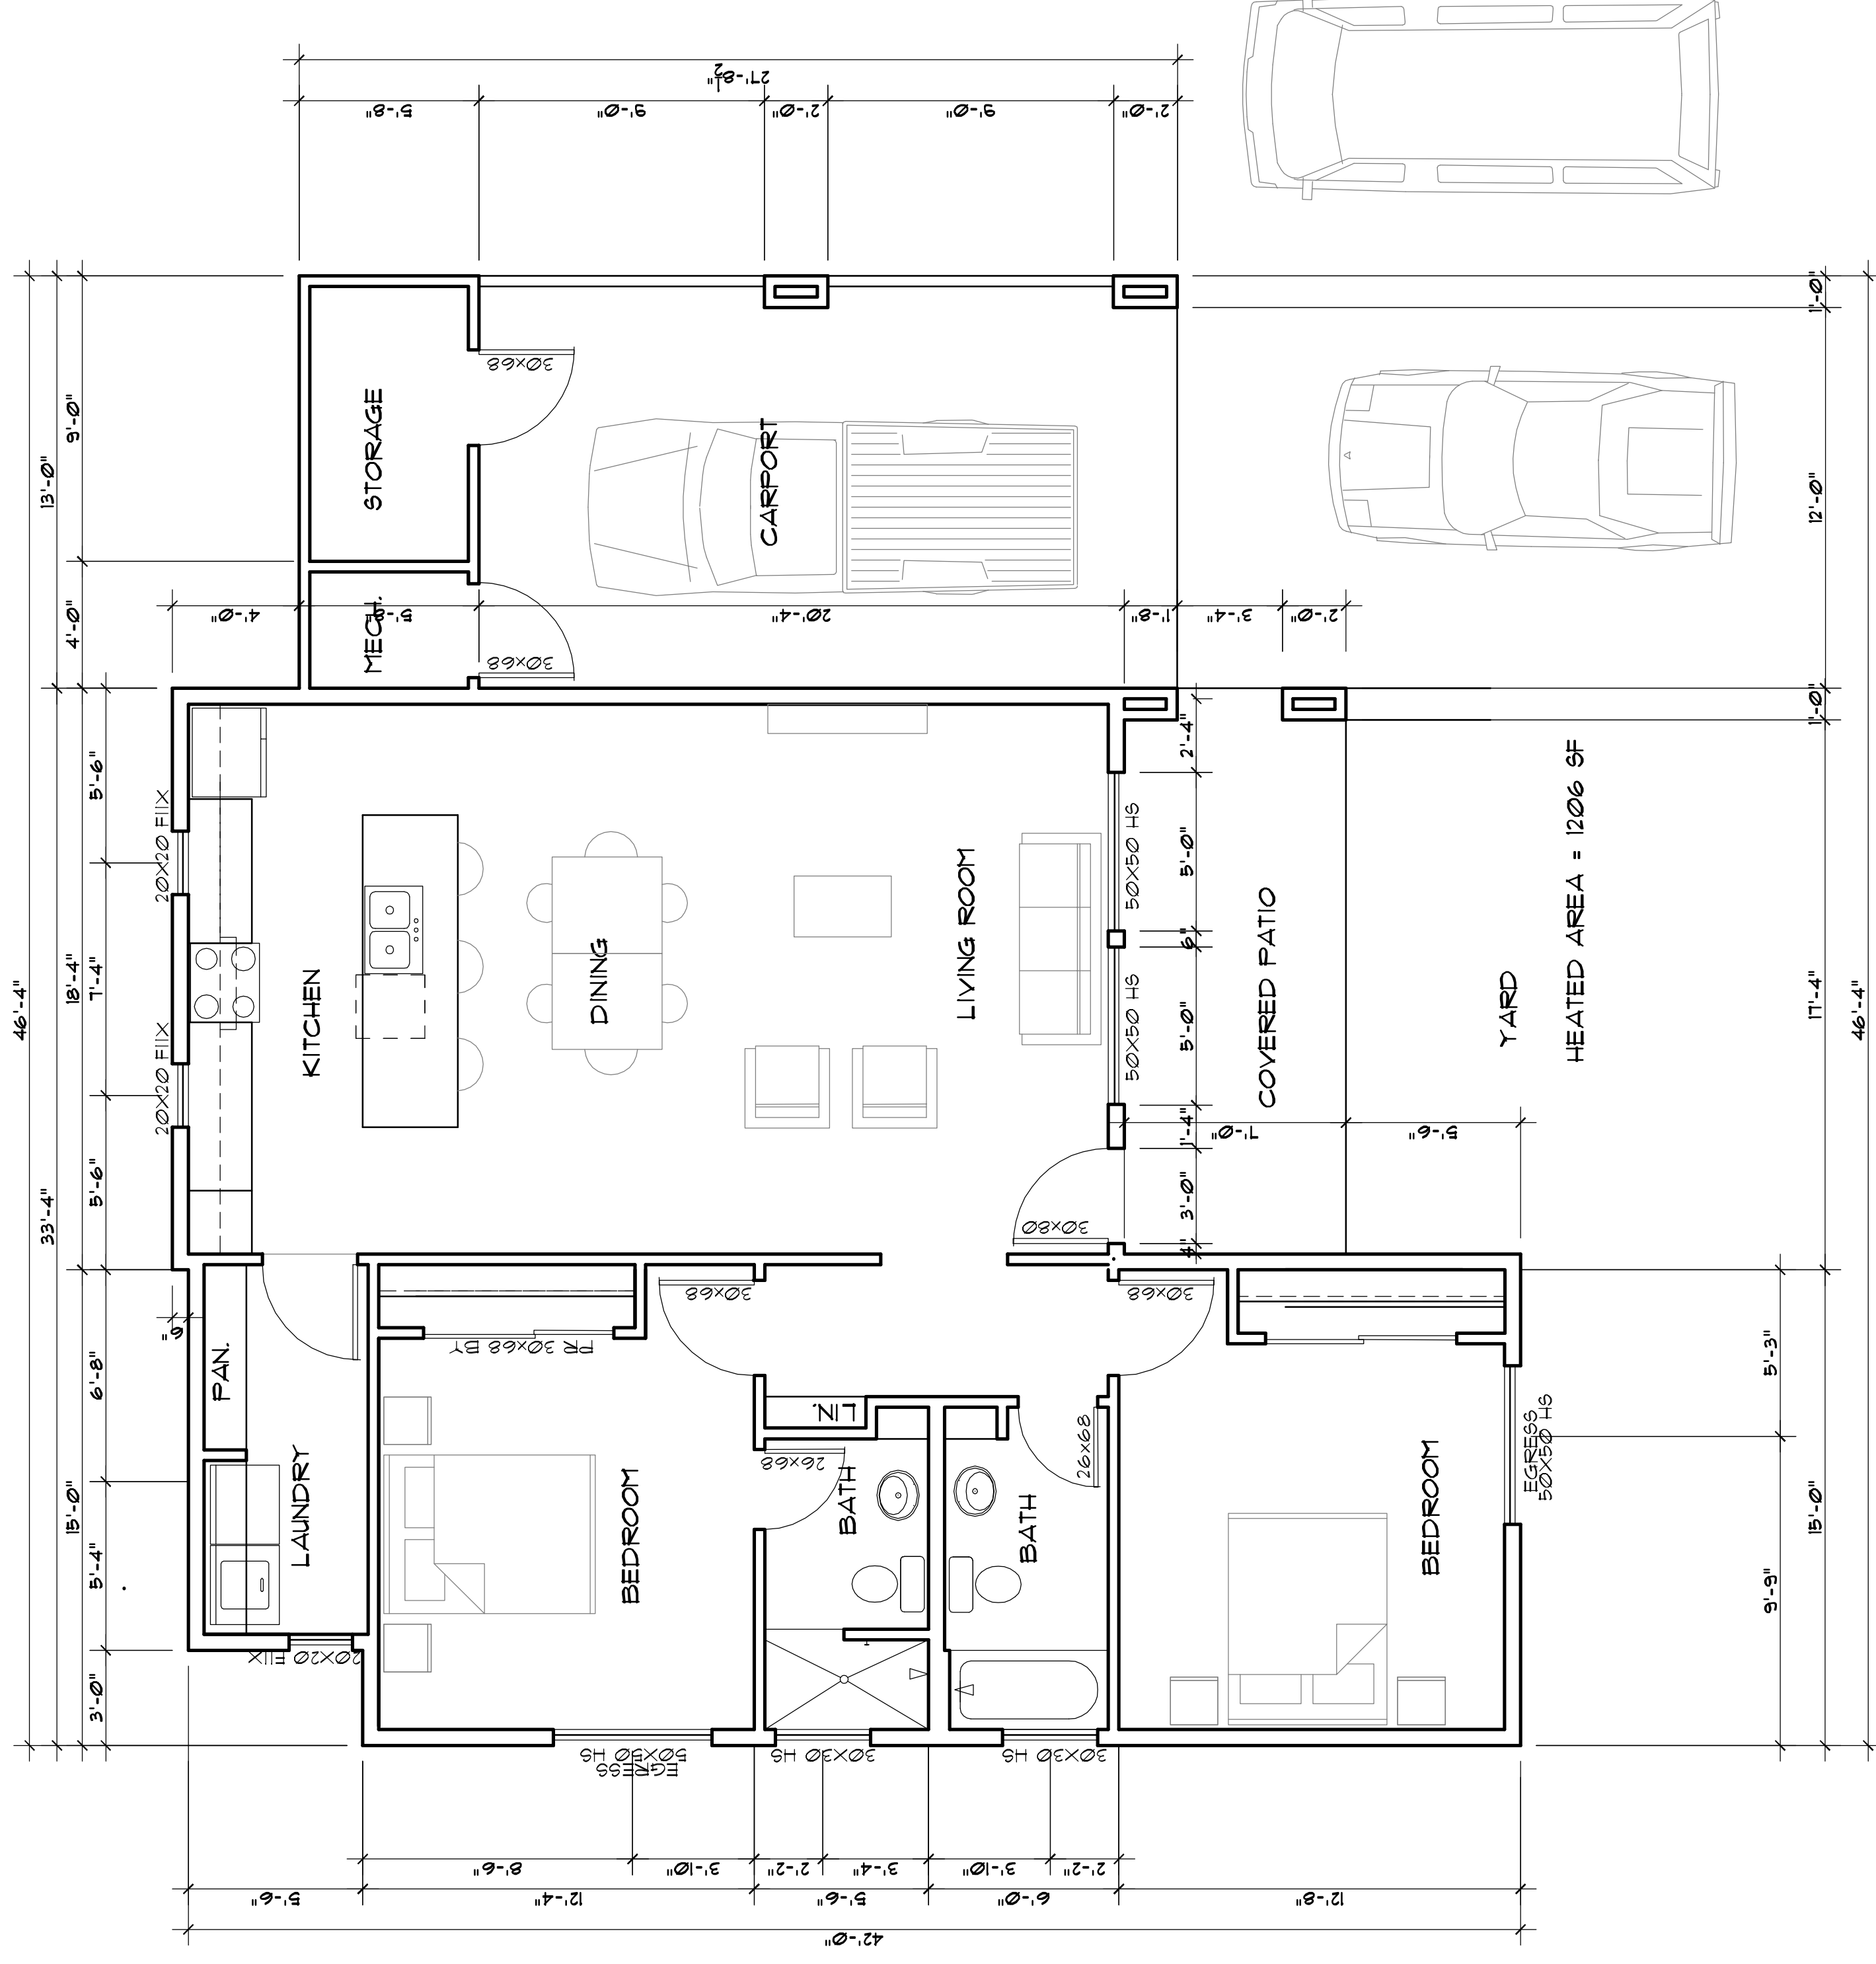 27'-8½"
5'-8"
9'-0"
2'-0"
9'-0"
2'-0"
46'-4"
13'-0"
33'-4"
9'-0"
4'-0"
18'-4"
15'-0"
5'-6"
7'-4"
5'-6"
6'-8"
5'-4"
3'-0"
6"
STORAGE
30x68
MECH.
30x68
CARPORT
4'-0"
5'-8"
20'-4"
1'-8"
3'-4"
2'-0"
1'-0"
12'-0"
1'-0"
17'-4"
15'-0"
46'-4"
5'-3"
9'-9"
20X20 FIIX
20X20 FIIX
KITCHEN
DINING
LIVING ROOM
50X50 HS
50X50 HS
2'-4"
5'-0"
6"
5'-0"
1'-4"
3'-0"
4"
COVERED PATIO
YARD
HEATED AREA = 1206 SF
7'-0"
5'-6"
30x80
PAN.
LAUNDRY
20X20 FIIX
PR 30x68 BY
30x68
30x68
BEDROOM
LIN.
26x68
BATH
26x68
BATH
BEDROOM
EGRESS
50X50 HS
50X50 HS
EGRESS
30X30 HS
30X30 HS
8'-6"
3'-10"
2'-2"
3'-4"
3'-10"
2'-2"
5'-6"
12'-4"
5'-6"
6'-0"
12'-8"
42'-0"